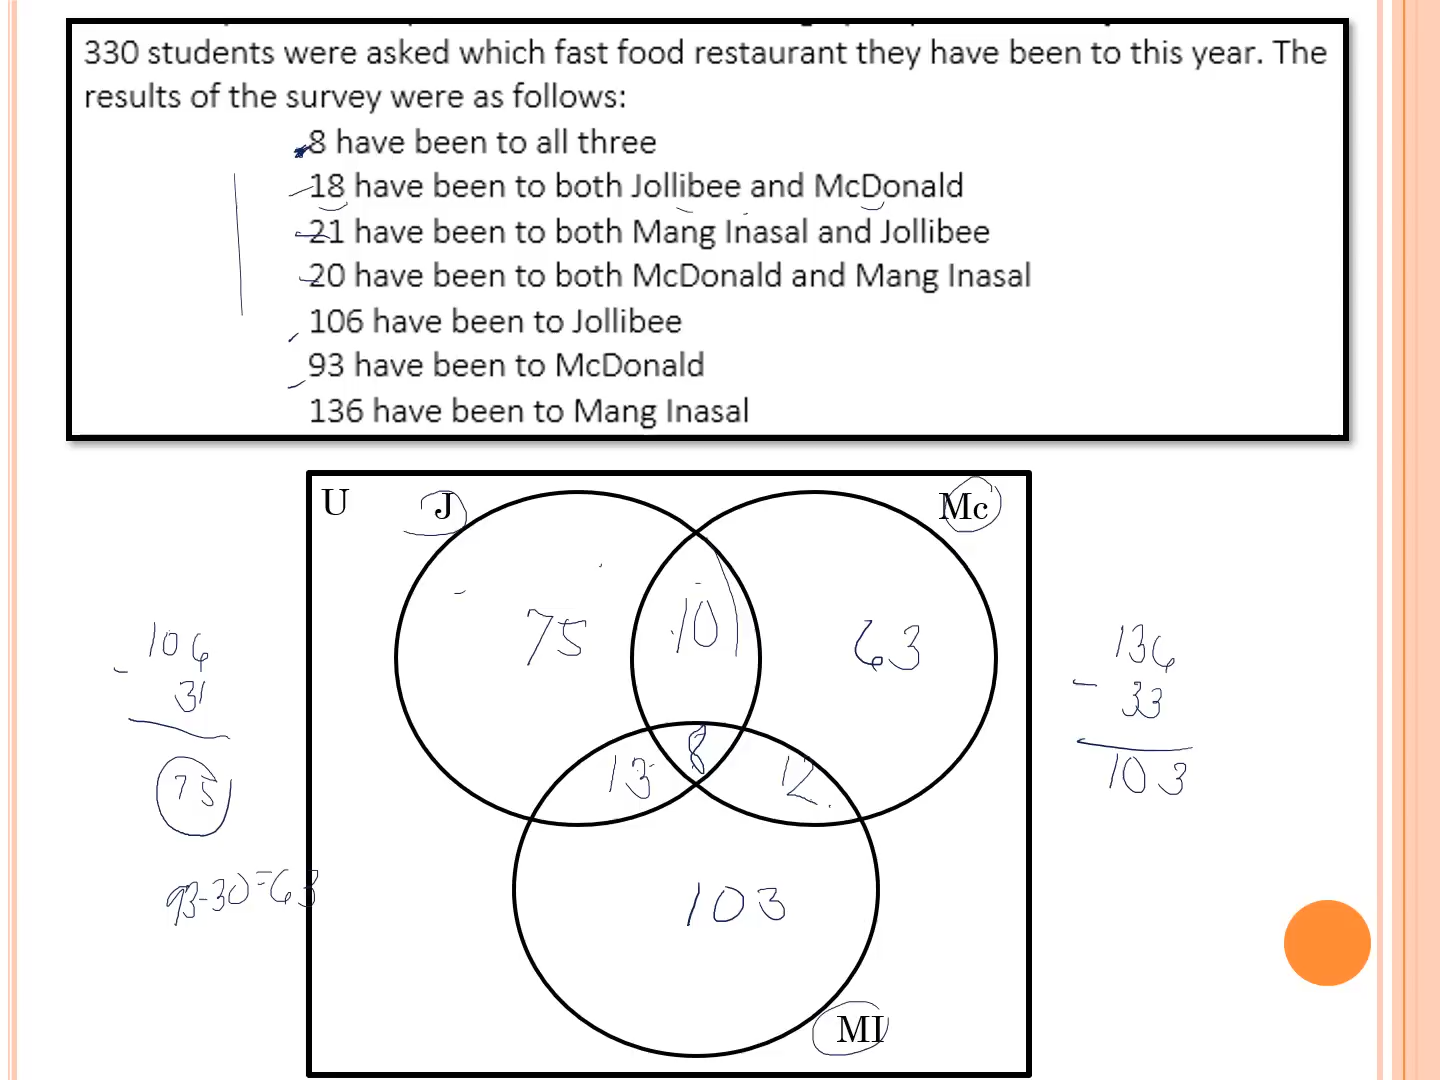 330 students were asked which fast food restaurant they have been to this year. The
results of the survey were as follows:
8 have been to all three
18 have been to both Jollibee and McDonald
21 have been to both Mang Inasal and Jollibee
20 have been to both McDonald and Mang Inasal
106 have been to Jollibee
93 have been to McDonald
136 have been to Mang Inasal
U
J
Mc
75
10
63
13
8
12
103
MI
106
- 31
75
93-30=63
136
- 33
103